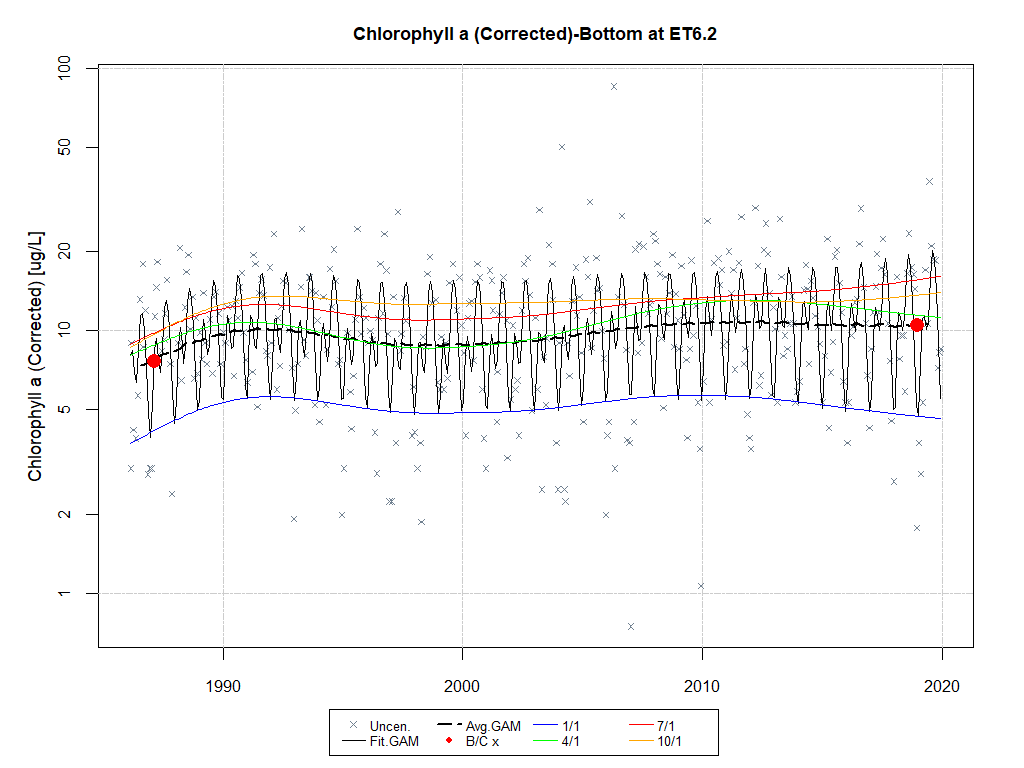 Chlorophyll a (Corrected)-Bottom at ET6.2
Chlorophyll a (Corrected) [ug/L]
100
50
20
10
5
2
1
1990 2000 2010 2020
Uncen. Avg.GAM 1/1 7/1
Fit.GAM B/C x 4/1 10/1